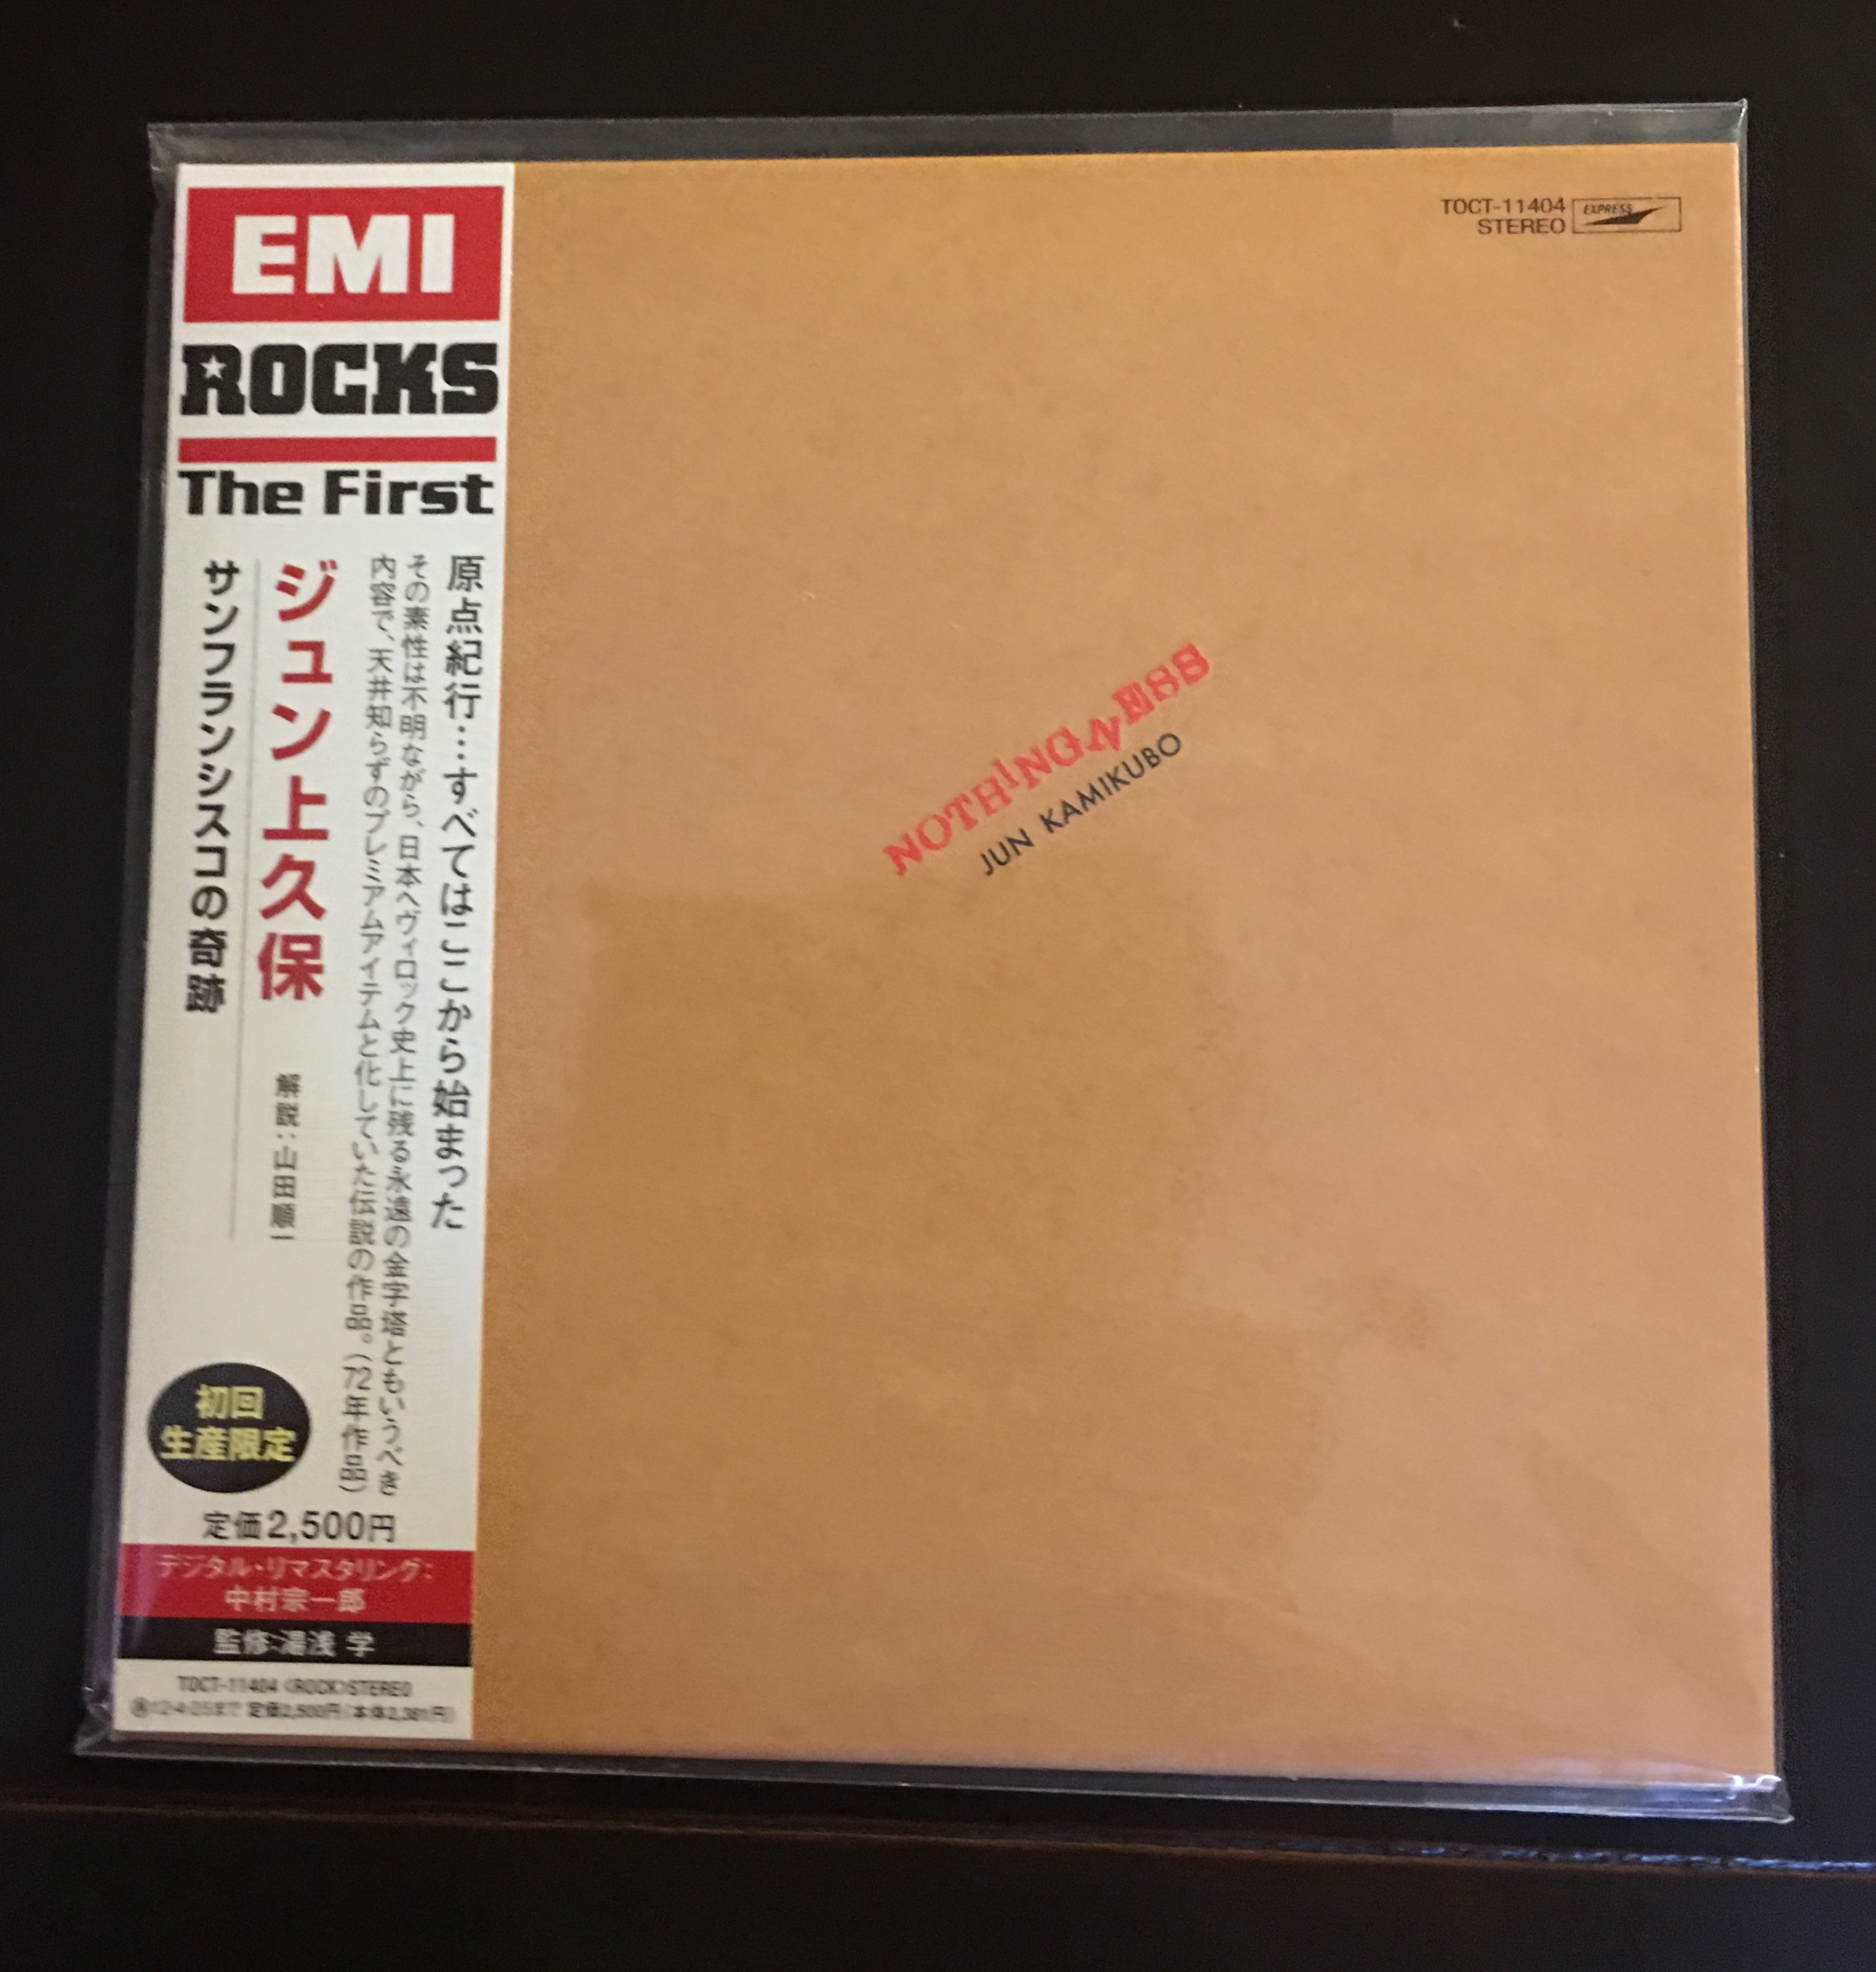 EMI
ROCKS
The First
原点紀行…すべてはここから始まった
その素性は不明ながら、日本ヘヴィロック史上に残る永遠の金字塔ともいうべき
内容で、天井知らずのプレミアムアイテムと化していた伝説の作品。(72年作品)
ジュン上久保
解説：山田順一
サンフランシスコの奇跡
初回
生産限定
定価2,500円
デジタル・リマスタリング：
中村宗一郎
監修：湯浅 学
TOCT-11404 〈ROCK〉STEREO
12・4・25まで 定価2,500円(本体2,381円)
TOCT-11404
STEREO
EXPRESS
NOTHINGNESS
JUN KAMIKUBO